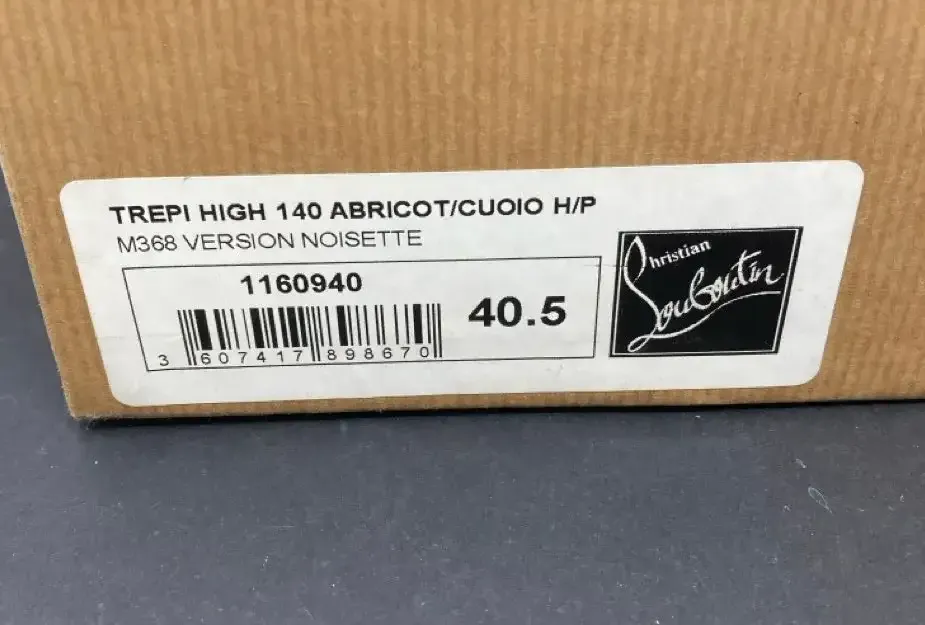 TREPI HIGH 140 ABRICOT/CUOIO H/P
M368 VERSION NOISETTE
1160940
40.5
3 607417 898670
Christian
Louboutin